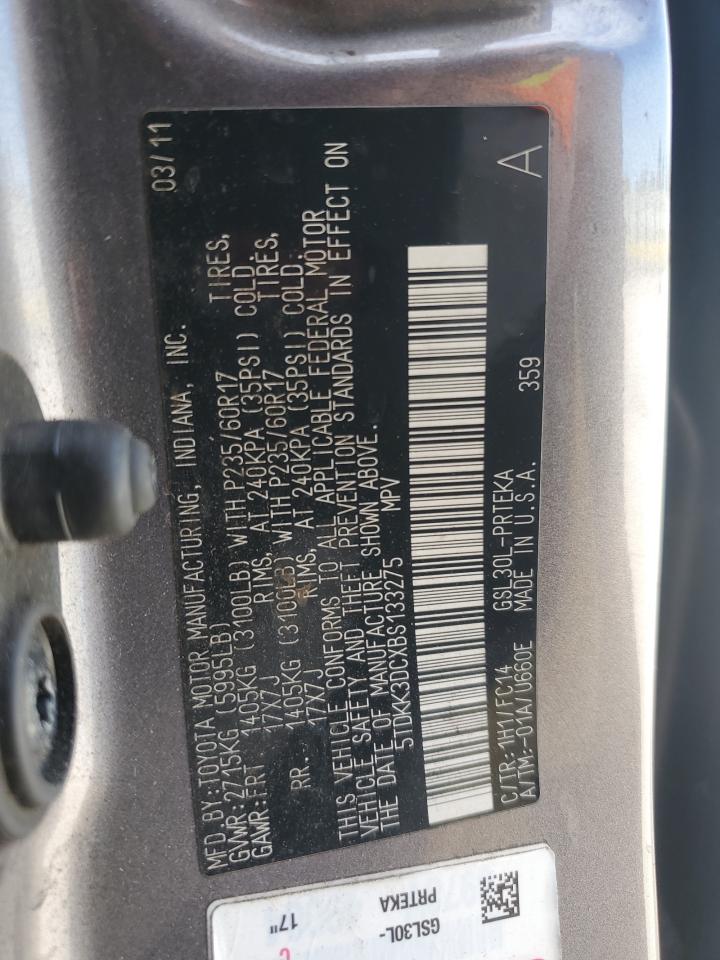 MFD BY:TOYOTA MOTOR MANUFACTURING, INDIANA, INC. 03/11
GVWR:2715KG (5995LB)
GAWR:FRT 1405KG (3100LB) WITH P235/60R17 TIRES,
17X7J RIMS, AT 240KPA (35PSI) COLD.
RR. 1405KG (3100LB) WITH P235/60R17 TIRES,
17X7J RIMS, AT 240KPA (35PSI) COLD.
THIS VEHICLE CONFORMS TO ALL APPLICABLE FEDERAL MOTOR
VEHICLE SAFETY AND THEFT PREVENTION STANDARDS IN EFFECT ON
THE DATE OF MANUFACTURE SHOWN ABOVE.
5TDKK3DCXBS133275 MPV
C/TR:1H1/FC14 GSL30L-PRTEKA A
A/TM:-01A/U660E MADE IN U.S.A. 359
GSL30L-
PRTEKA
17"